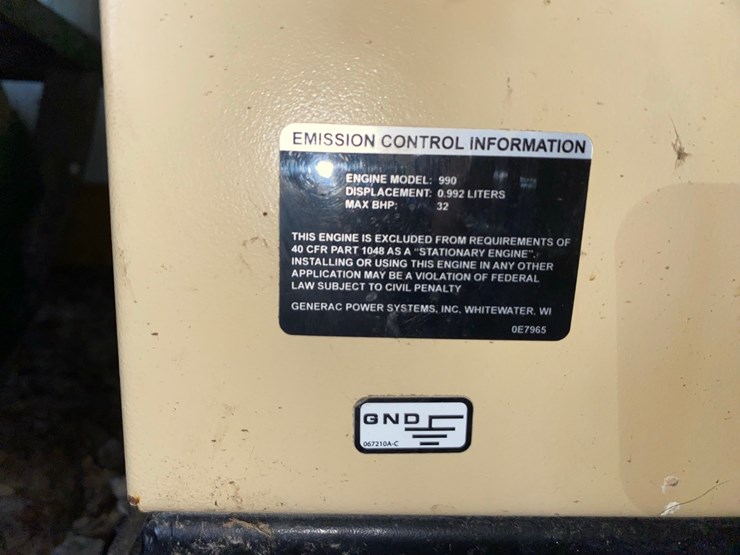 EMISSION CONTROL INFORMATION
ENGINE MODEL: 990
DISPLACEMENT: 0.992 LITERS
MAX BHP: 32
THIS ENGINE IS EXCLUDED FROM REQUIREMENTS OF
40 CFR PART 1048 AS A "STATIONARY ENGINE".
INSTALLING OR USING THIS ENGINE IN ANY OTHER
APPLICATION MAY BE A VIOLATION OF FEDERAL
LAW SUBJECT TO CIVIL PENALTY
GENERAC POWER SYSTEMS, INC, WHITEWATER, WI
0E7965
GND
067210A-C